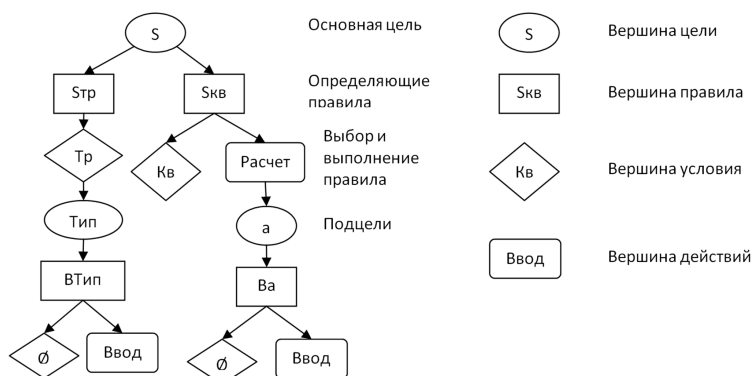 S
Основная цель
S
Вершина цели
Sтр
Sкв
Определяющие
правила
Sкв
Вершина правила
Тр
Кв
Расчет
Выбор и
выполнение
правила
Кв
Вершина условия
Тип
а
Подцели
Ввод
Вершина действий
ВТип
Ва
Ø
Ввод
Ø
Ввод